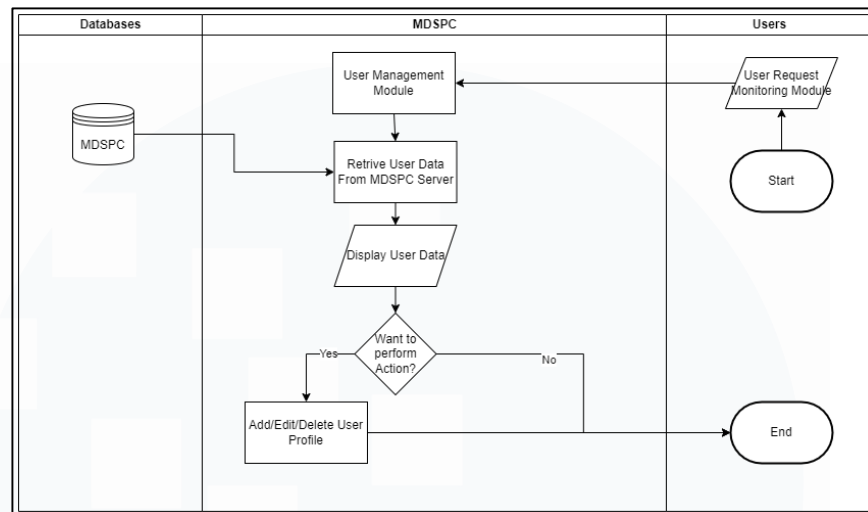 Databases
MDSPC
Users
User Management
Module
User Request
Monitoring Module
MDSPC
Retrive User Data
From MDSPC Server
Start
Display User Data
Want to
perform
Action?
Yes
No
Add/Edit/Delete User
Profile
End